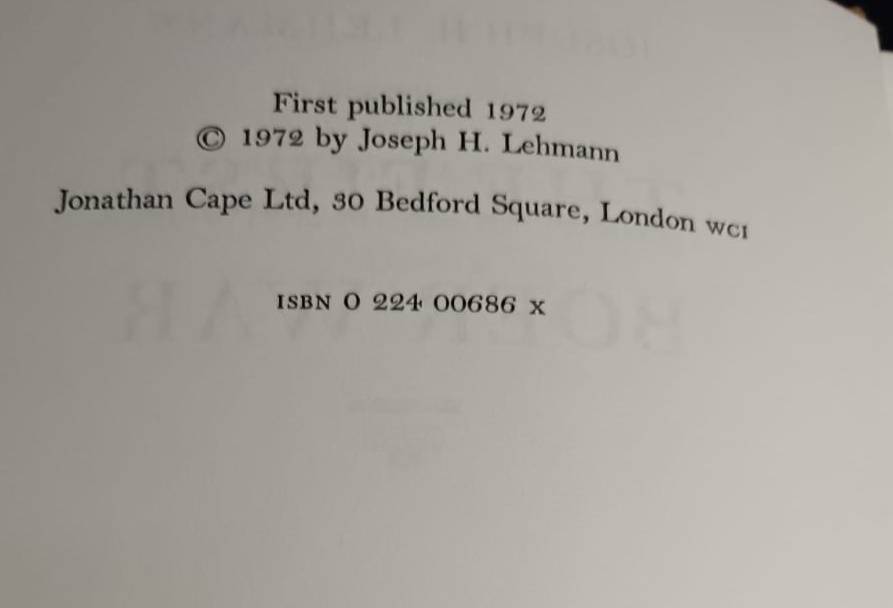 First published 1972
© 1972 by Joseph H. Lehmann
Jonathan Cape Ltd, 30 Bedford Square, London WC1
ISBN 0 224 00686 X